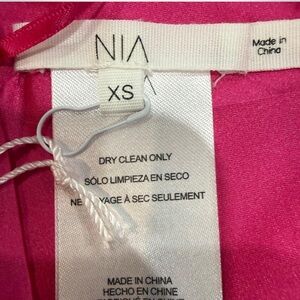 NIA
Made in
China
XS
DRY CLEAN ONLY
SÓLO LIMPIEZA EN SECO
À SEC SEULEMENT
MADE IN CHINA
HECHO EN CHINE